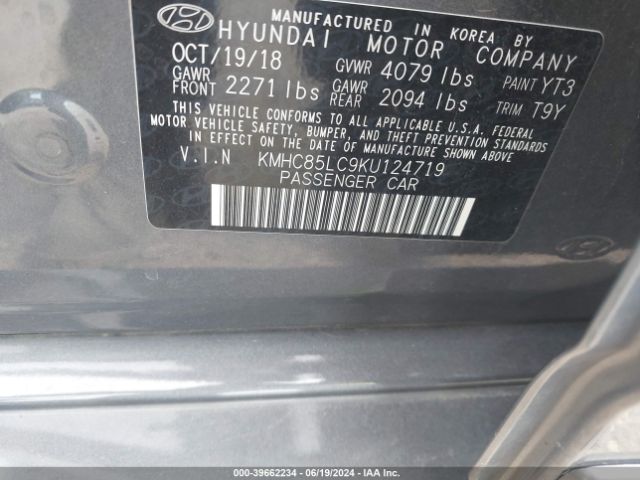 MANUFACTURED IN KOREA BY
HYUNDAI MOTOR COMPANY
OCT/19/18 GVWR 4079 lbs PAINT YT3
GAWR FRONT 2271 lbs GAWR REAR 2094 lbs TRIM T9Y
THIS VEHICLE CONFORMS TO ALL APPLICABLE U.S.A. FEDERAL
MOTOR VEHICLE SAFETY, BUMPER, AND THEFT PREVENTION STANDARDS
IN EFFECT ON THE DATE OF MANUFACTURE SHOWN ABOVE.
V.I.N KMHC85LC9KU124719
PASSENGER CAR
000-39662234 - 06/19/2024 - IAAI.COM